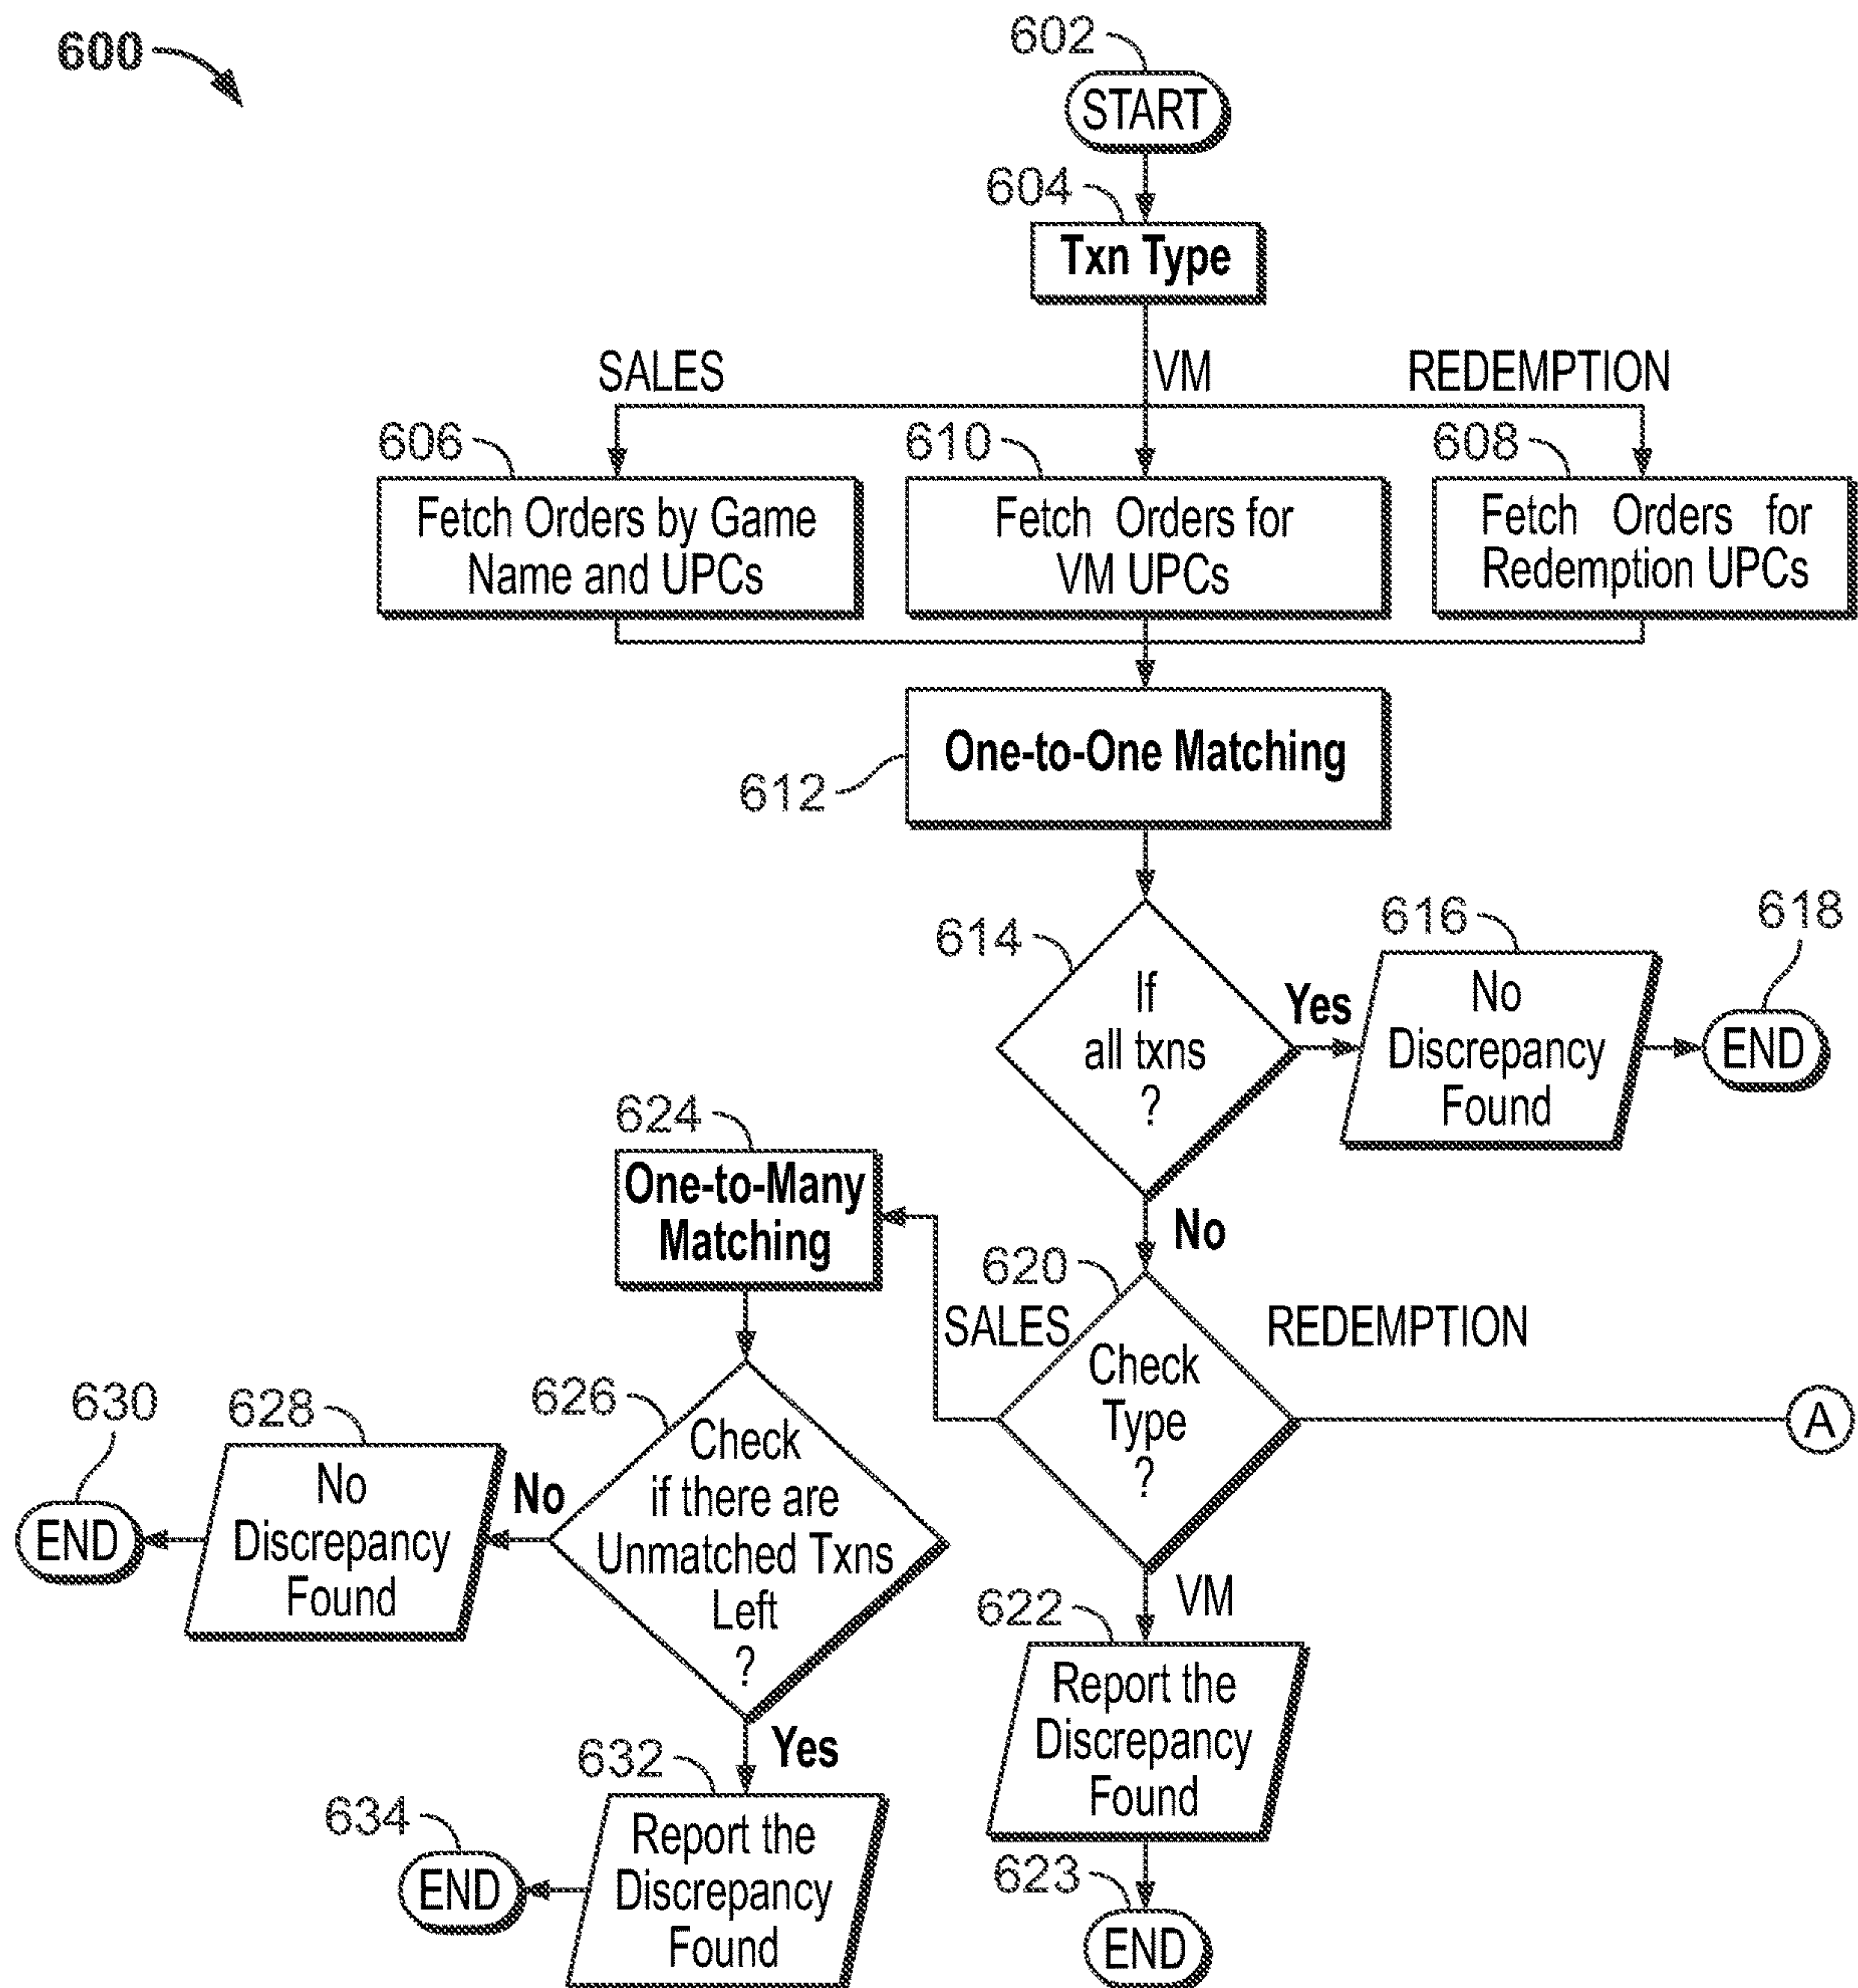 600
602
START
604
Txn Type
SALES
VM
REDEMPTION
606
610
608
Fetch Orders by Game
Name and UPCs
Fetch Orders for
VM UPCs
Fetch Orders for
Redemption UPCs
One-to-One Matching
612
614
If
all txns
?
Yes
616
No
Discrepancy
Found
618
END
No
624
One-to-Many
Matching
620
SALES
REDEMPTION
Check
Type
?
A
626
Check
if there are
Unmatched Txns
Left
?
No
628
No
Discrepancy
Found
630
END
VM
622
Report the
Discrepancy
Found
623
END
Yes
632
Report the
Discrepancy
Found
634
END